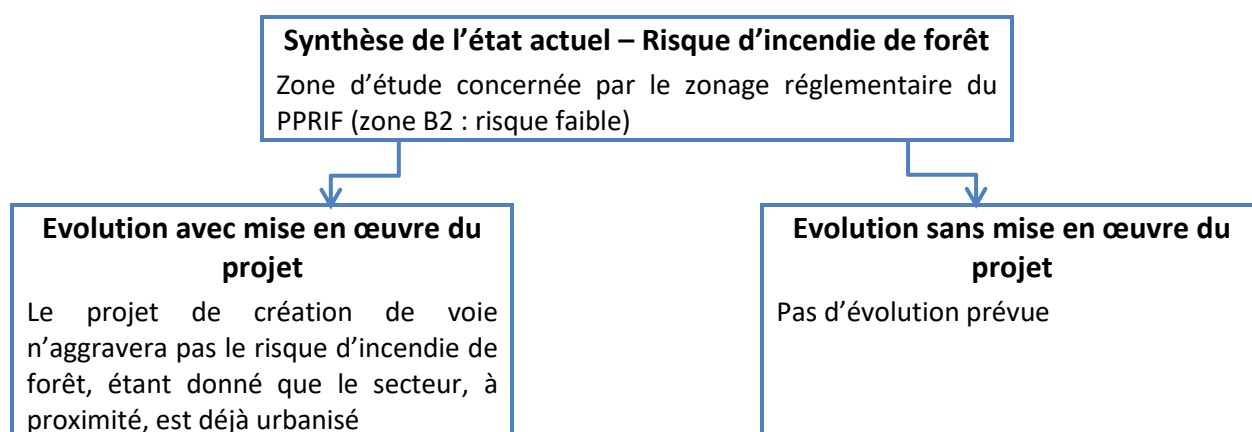 Synthèse de l’état actuel – Risque d’incendie de forêt
Zone d’étude concernée par le zonage réglementaire du
PPRIF (zone B2 : risque faible)
Evolution avec mise en œuvre du
projet
Le projet de création de voie
n’aggravera pas le risque d’incendie de
forêt, étant donné que le secteur, à
proximité, est déjà urbanisé
Evolution sans mise en œuvre du
projet
Pas d’évolution prévue